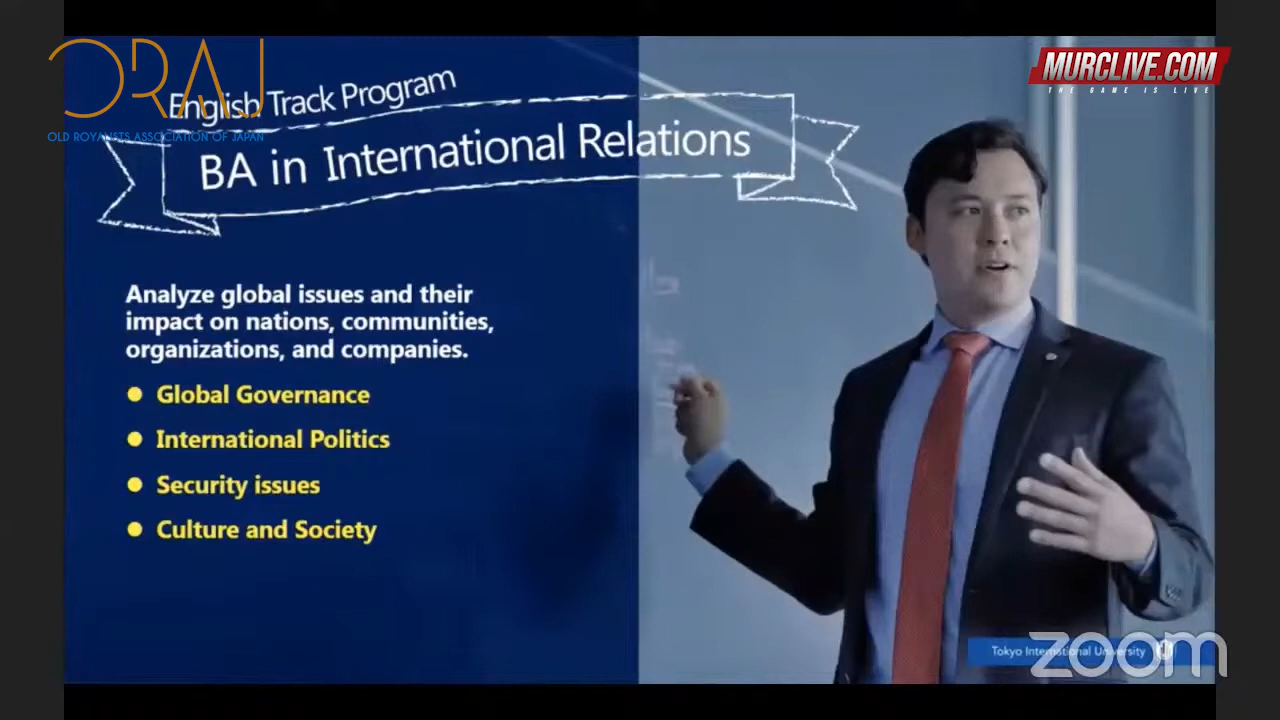 ORAJ
OLD ROYALISTS ASSOCIATION OF JAPAN
MURCLIVE.COM
THE GAME IS LIVE
English Track Program
BA in International Relations
Analyze global issues and their
impact on nations, communities,
organizations, and companies.
Global Governance
International Politics
Security issues
Culture and Society
Tokyo International University
zoom